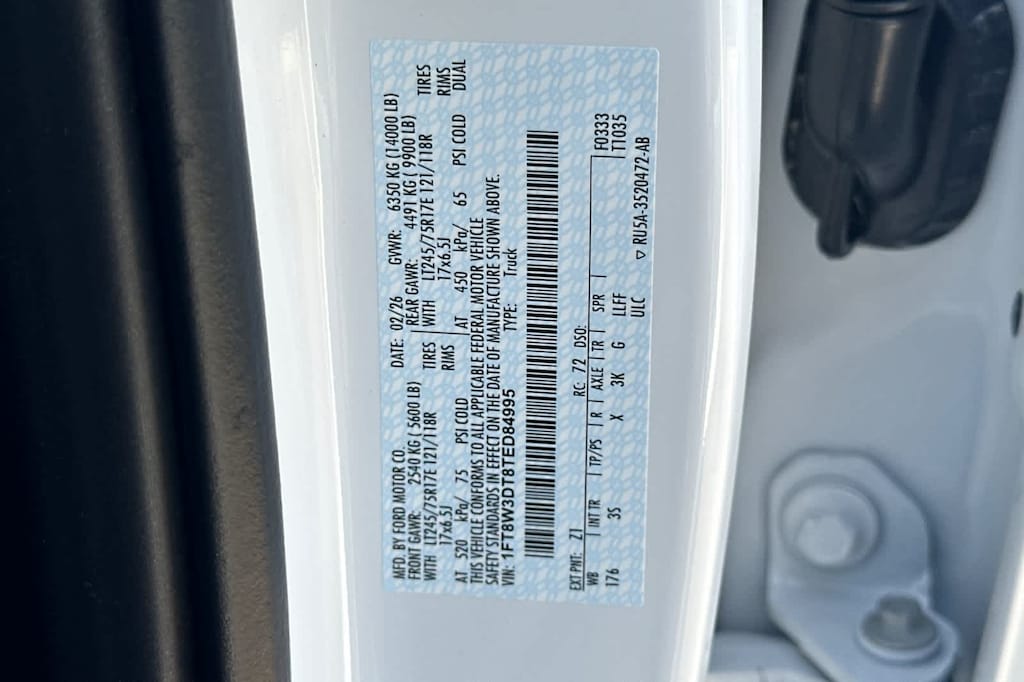 MFD. BY FORD MOTOR CO. DATE: 02/26 GVWR: 6350 KG (14000 LB)
FRONT GAWR: 2540 KG ( 5600 LB) REAR GAWR: 4491 KG ( 9900 LB)
WITH LT245/75R17E 121/118R TIRES WITH LT245/75R17E 121/118R TIRES
17x6.5J RIMS 17x6.5J RIMS
AT 520 kPa/ 75 PSI COLD AT 450 kPa/ 65 PSI COLD DUAL
THIS VEHICLE CONFORMS TO ALL APPLICABLE FEDERAL MOTOR VEHICLE
SAFETY STANDARDS IN EFFECT ON THE DATE OF MANUFACTURE SHOWN ABOVE.
VIN: 1FT8W3DT8TED84995 TYPE: Truck
EXT PNT: Z1 RC: 72 DSO: F0333
WB INT TR TP/PS R AXLE TR SPR TT035
176 3S X 3K G LEFF
ULC ▽ RU5A-3520472-AB